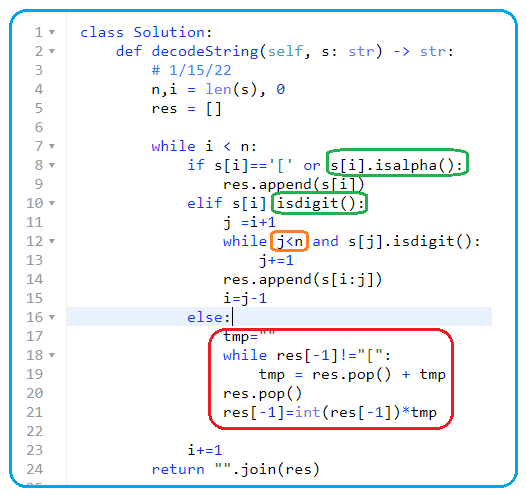 1 class Solution:
2     def decodeString(self, s: str) -> str:
3         # 1/15/22
4         n,i = len(s), 0
5         res = []
6
7         while i < n:
8             if s[i]=='[' or s[i].isalpha():
9                 res.append(s[i])
10             elif s[i].isdigit():
11                 j =i+1
12                 while j<n and s[j].isdigit():
13                     j+=1
14                 res.append(s[i:j])
15                 i=j-1
16             else:
17                 tmp=""
18                 while res[-1]!="[":
19                     tmp = res.pop() + tmp
20                 res.pop()
21                 res[-1]=int(res[-1])*tmp
22
23             i+=1
24         return "".join(res)